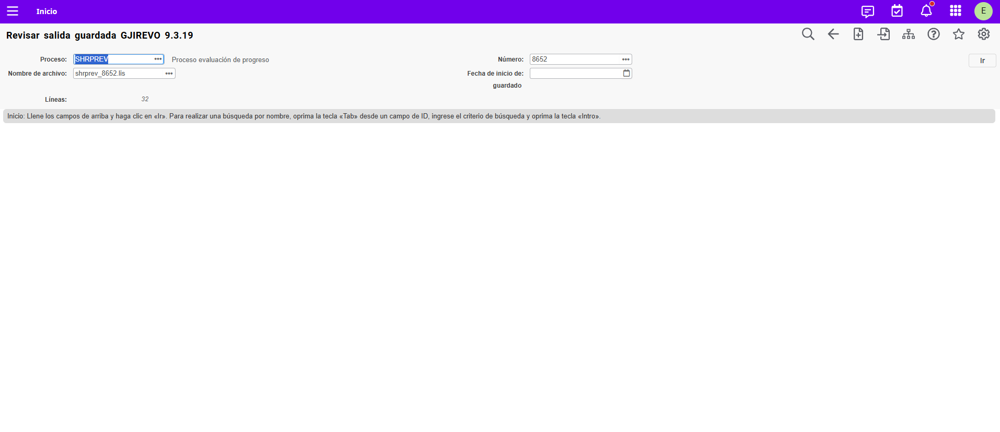 Inicio
E
Revisar salida guardada GJIREVO 9.3.19
Proceso: SHRPREV Proceso evaluación de progreso Número: 8652 Ir
Nombre de archivo: shrprev_8652.lis Fecha de inicio de:
guardado
Líneas: 32
Inicio: Llene los campos de arriba y haga clic en «Ir». Para realizar una búsqueda por nombre, oprima la tecla «Tab» desde un campo de ID, ingrese el criterio de búsqueda y oprima la tecla «Intro».